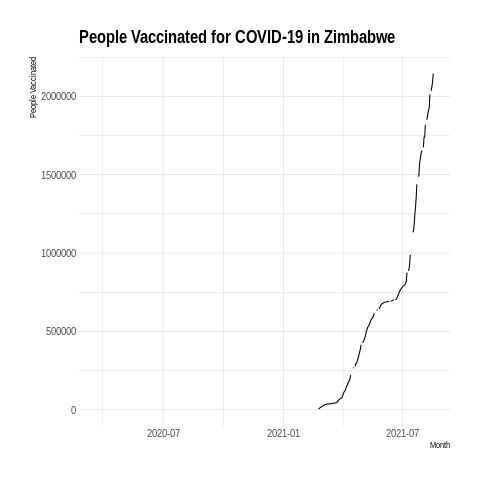 People Vaccinated for COVID-19 in Zimbabwe
People Vaccinated
2000000
1500000
1000000
500000
0
2020-07 2021-01 2021-07
Month